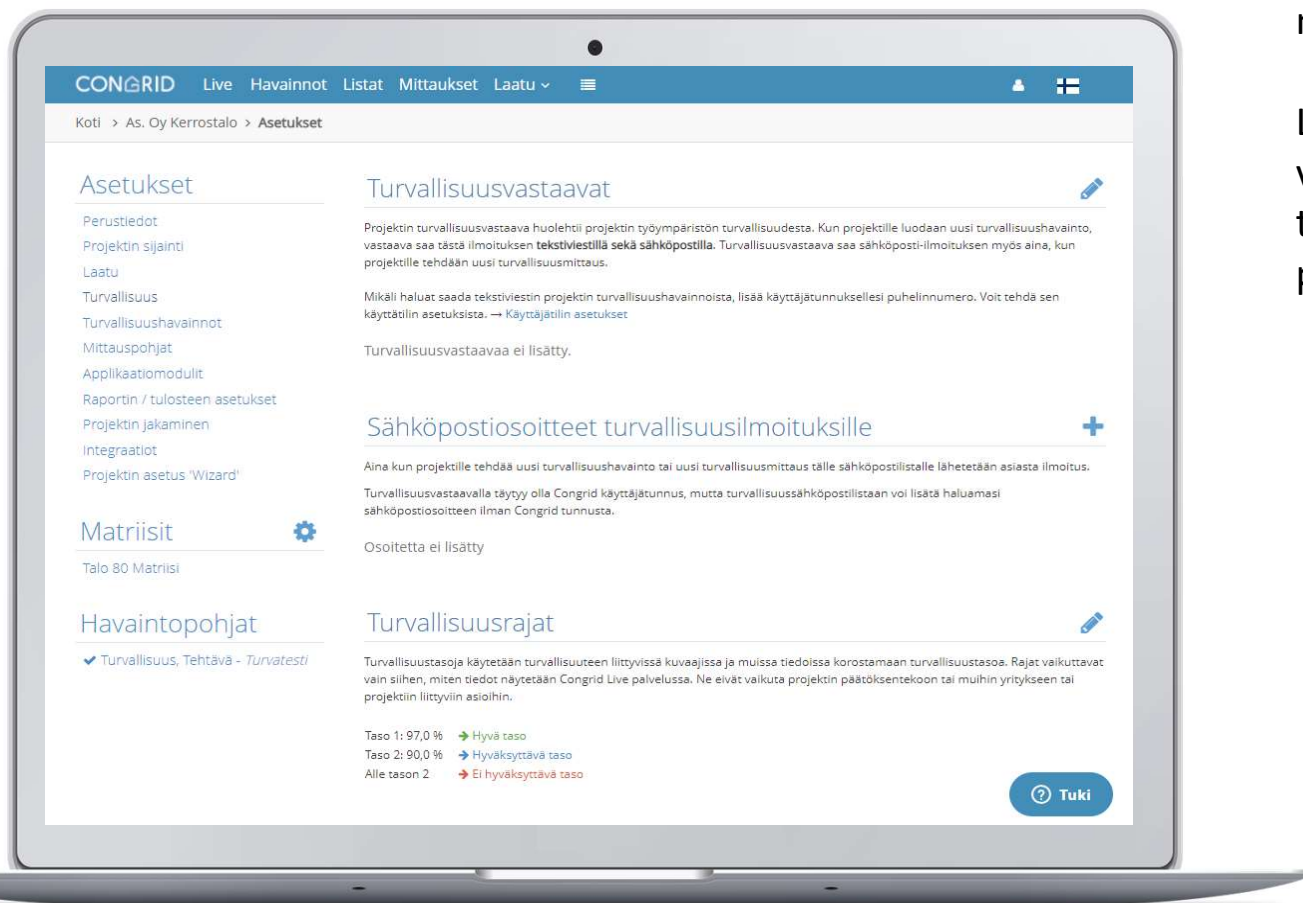 CONGRID Live Havainnot Listat Mittaukset Laatu
Koti > As. Oy Kerrostalo > Asetukset
Asetukset
Perustiedot
Projektin sijainti
Laatu
Turvallisuus
Turvallisuushavainnot
Mittauspohjat
Applikaatiomodulit
Raportin / tulosteen asetukset
Projektin jakaminen
Integraatiot
Projektin asetus 'Wizard'
Matriisit
Talo 80 Matriisi
Havaintopohjat
Turvallisuus, Tehtävä - Turvatesti
Turvallisuusvastaavat
Projektin turvallisuusvastaava huolehtii projektin työympäristön turvallisuudesta. Kun projektille luodaan uusi turvallisuushavainto,
vastaava saa tästä ilmoituksen tekstiviestillä sekä sähköpostilla. Turvallisuusvastaava saa sähköposti-ilmoituksen myös aina, kun
projektille tehdään uusi turvallisuusmittaus.
Mikäli haluat saada tekstiviestin projektin turvallisuushavainnoista, lisää käyttäjätunnuksellesi puhelinnumero. Voit tehdä sen
käyttätilin asetuksista. → Käyttäjätilin asetukset
Turvallisuusvastaavaa ei lisätty.
Sähköpostiosoitteet turvallisuusilmoituksille
Aina kun projektille tehdää uusi turvallisuushavainto tai uusi turvallisuusmittaus tälle sähköpostilistalle lähetetään asiasta ilmoitus.
Turvallisuusvastaavalla täytyy olla Congrid käyttäjätunnus, mutta turvallisuussähköpostilistaan voi lisätä haluamasi
sähköpostiosoitteen ilman Congrid tunnusta.
Osoitetta ei lisätty
Turvallisuusrajat
Turvallisuustasoja käytetään turvallisuuteen liittyvissä kuvaajissa ja muissa tiedoissa korostamaan turvallisuustasoa. Rajat vaikuttavat
vain siihen, miten tiedot näytetään Congrid Live palvelussa. Ne eivät vaikuta projektin päätöksentekoon tai muihin yritykseen tai
projektiin liittyviin asioihin.
Taso 1: 97,0 % → Hyvä taso
Taso 2: 90,0 % → Hyväksyttävä taso
Alle tason 2 → Ei hyväksyttävä taso
Tuki